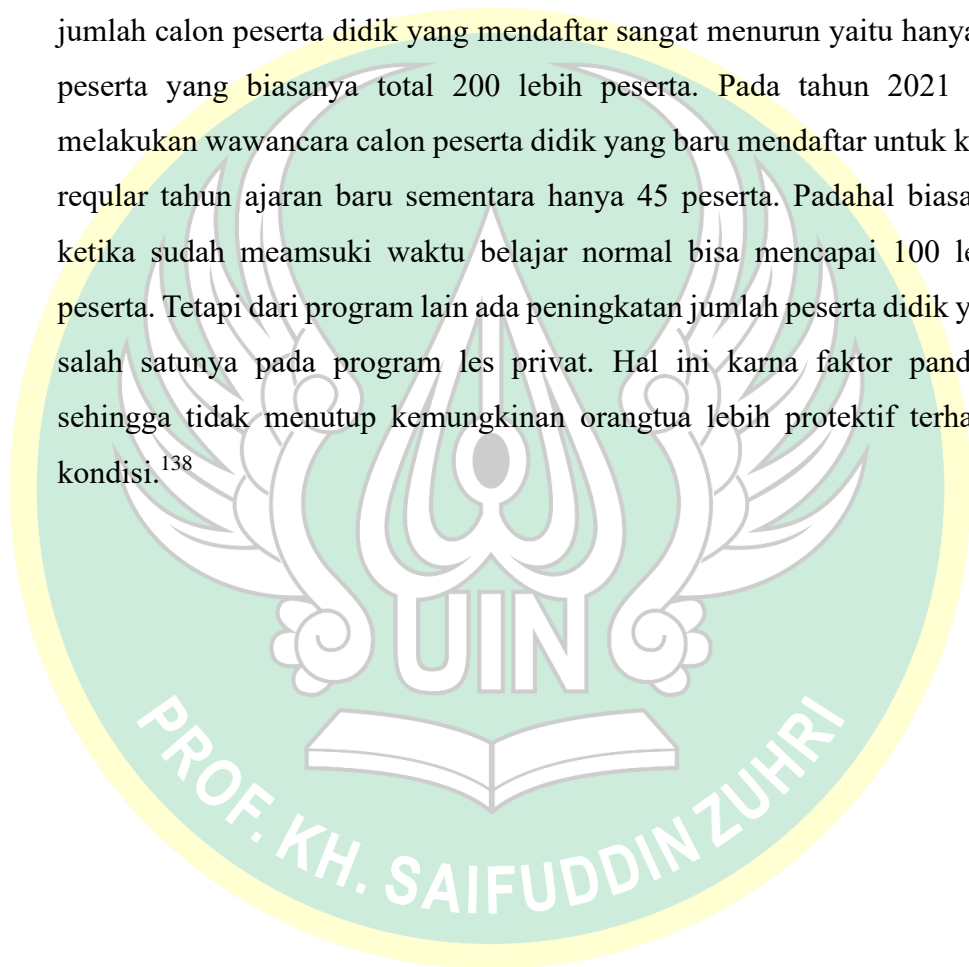 jumlah calon peserta didik yang mendaftar sangat menurun yaitu hanya
peserta yang biasanya total 200 lebih peserta. Pada tahun 2021
melakukan wawancara calon peserta didik yang baru mendaftar untuk
reqular tahun ajaran baru sementara hanya 45 peserta. Padahal
ketika sudah meamsuki waktu belajar normal bisa mencapai 100
peserta. Tetapi dari program lain ada peningkatan jumlah peserta didik
salah satunya pada program les privat. Hal ini karna faktor
sehingga tidak menutup kemungkinan orangtua lebih protektif
kondisi.138
UIN
PROF. KH. SAIFUDDIN ZUHRI